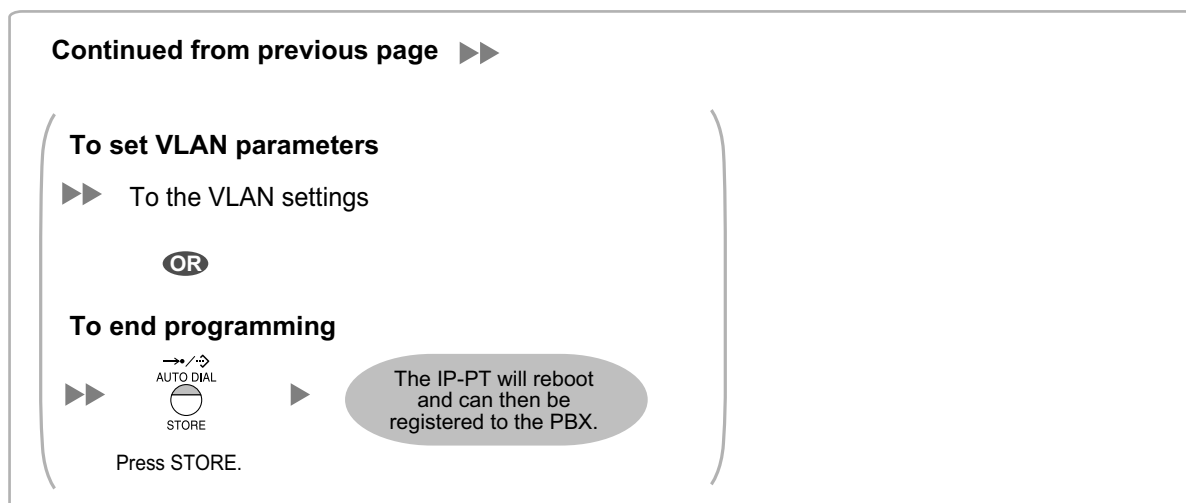 Continued from previous page
To set VLAN parameters
To the VLAN settings
OR
To end programming
AUTO DIAL
STORE
Press STORE.
The IP-PT will reboot
and can then be
registered to the PBX.